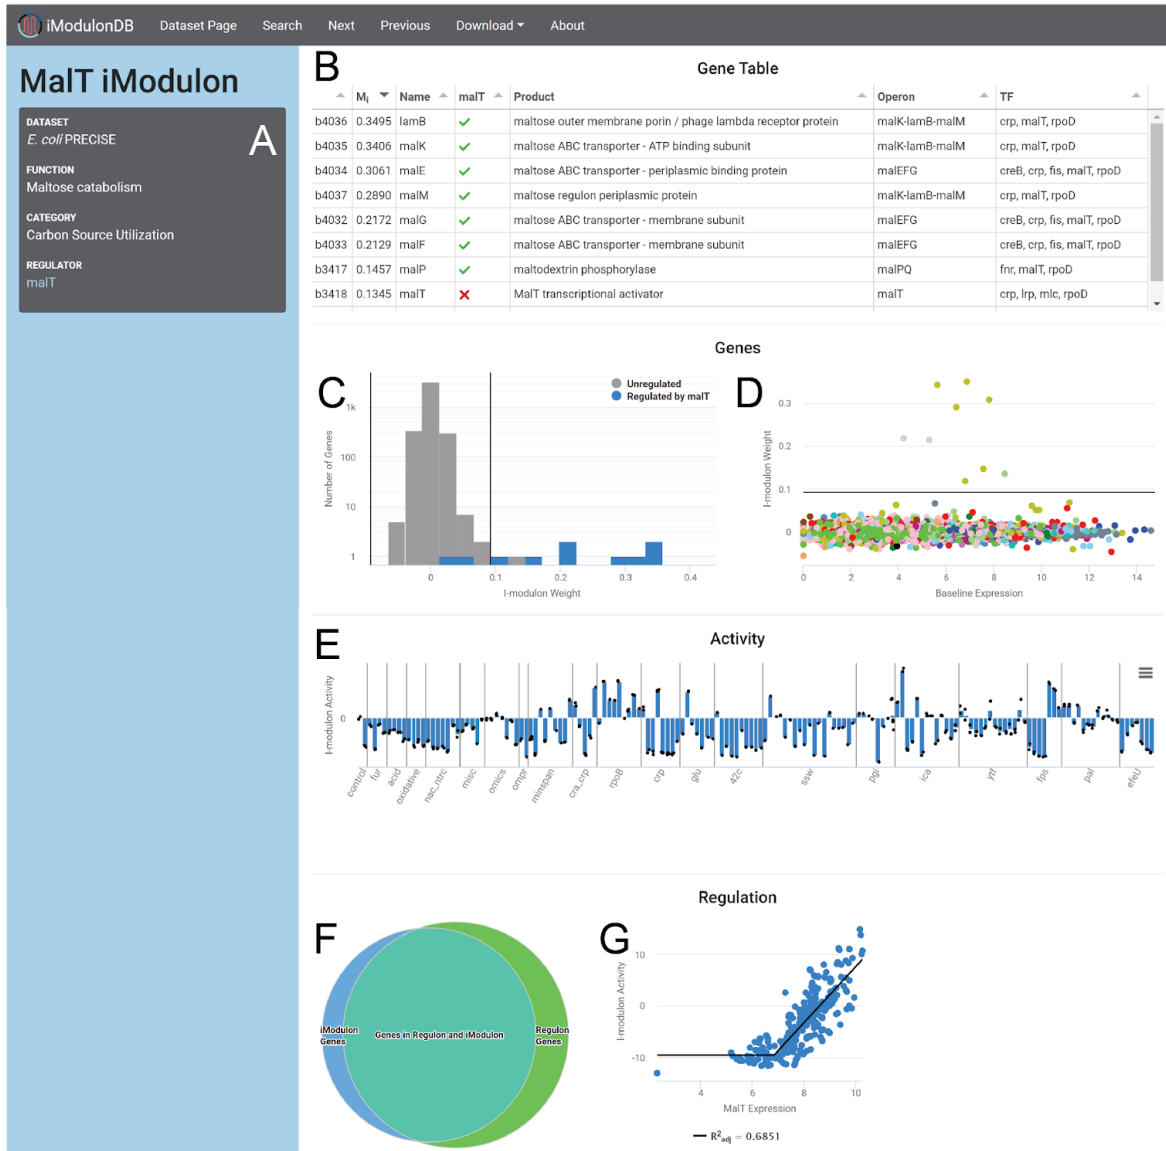 iModulonDB Dataset Page Search Next Previous Download About
MalT iModulon
A
DATASET
E. coli PRECISE
FUNCTION
Maltose catabolism
CATEGORY
Carbon Source Utilization
REGULATOR
malT
B
Gene Table
Mi Name malT Product Operon TF
b4036 0.3495 lamB maltose outer membrane porin / phage lambda receptor protein malK-lamB-malM crp, malT, rpoD
b4035 0.3406 malK maltose ABC transporter - ATP binding subunit malK-lamB-malM crp, malT, rpoD
b4034 0.3061 malE maltose ABC transporter - periplasmic binding protein malEFG creB, crp, fis, malT, rpoD
b4037 0.2890 malM maltose regulon periplasmic protein malK-lamB-malM crp, malT, rpoD
b4032 0.2172 malG maltose ABC transporter - membrane subunit malEFG creB, crp, fis, malT, rpoD
b4033 0.2129 malF maltose ABC transporter - membrane subunit malEFG creB, crp, fis, malT, rpoD
b3417 0.1457 malP maltodextrin phosphorylase malPQ fnr, malT, rpoD
b3418 0.1345 malT MalT transcriptional activator malT crp, lrp, mlc, rpoD
Genes
C
Unregulated
Regulated by malT
Number of Genes
1k
100
10
1
0 0.1 0.2 0.3 0.4
I-modulon Weight
D
I-modulon Weight
0.3
0.2
0.1
0
0 2 4 6 8 10 12 14
Baseline Expression
E
Activity
I-modulon Activity
0
control fur acid oxidative nac_ntrc misc omics ompr minspan cra_crp rpoB crp glu 42c ssw pgi ica ytf fps pal efeU
Regulation
F
iModulon
Genes
Genes in Regulon and iModulon
Regulon
Genes
G
I-modulon Activity
10
0
-10
4 6 8 10
MalT Expression
R2adj = 0.6851